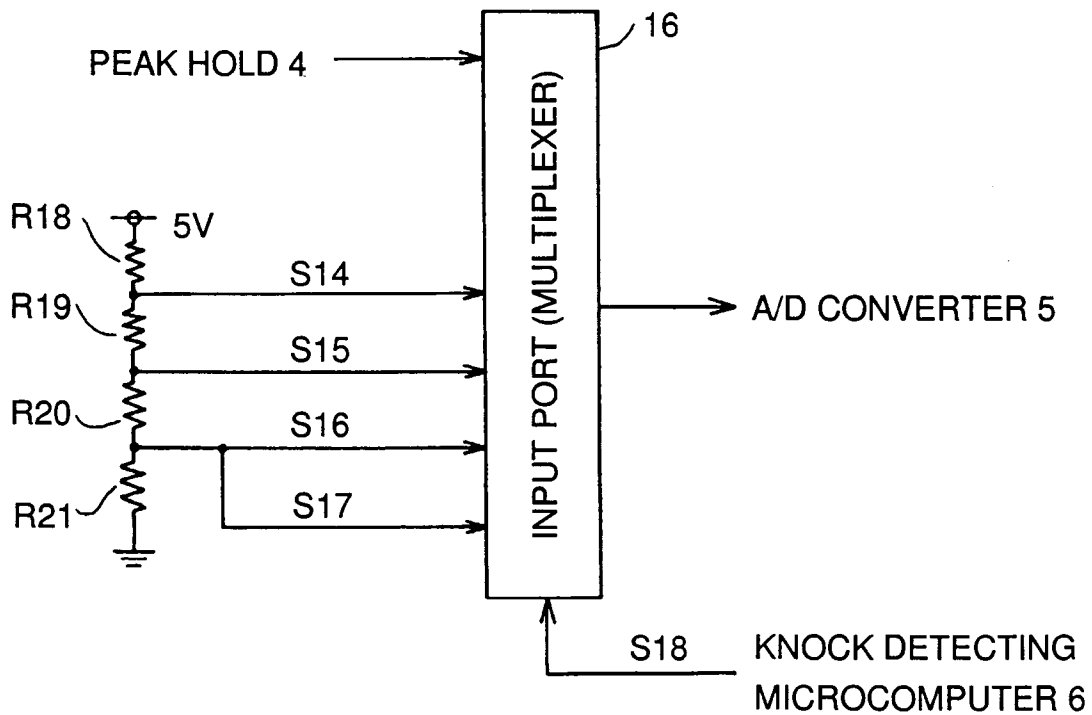 16
PEAK HOLD 4
INPUT PORT (MULTIPLEXER)
R18
5V
S14
R19
A/D CONVERTER 5
S15
R20
S16
R21
S17
S18
KNOCK DETECTING
MICROCOMPUTER 6